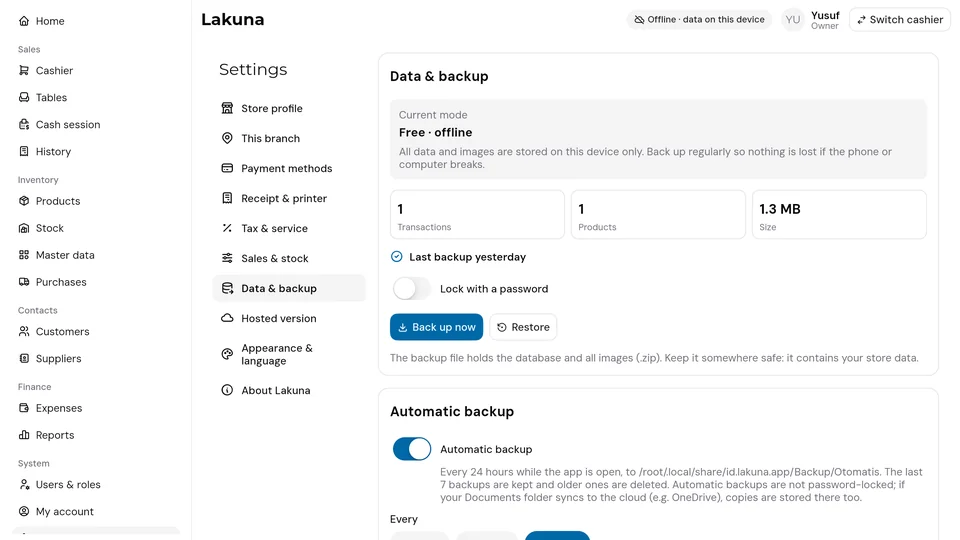 Home
Sales
Cashier
Tables
Cash session
History
Inventory
Products
Stock
Master data
Purchases
Contacts
Customers
Suppliers
Finance
Expenses
Reports
System
Users & roles
My account
Lakuna
Offline · data on this device
YU
Yusuf
Owner
Switch cashier
Settings
Store profile
This branch
Payment methods
Receipt & printer
Tax & service
Sales & stock
Data & backup
Hosted version
Appearance &
language
About Lakuna
Data & backup
Current mode
Free · offline
All data and images are stored on this device only. Back up regularly so nothing is lost if the phone or
computer breaks.
1
Transactions
1
Products
1.3 MB
Size
Last backup yesterday
Lock with a password
Back up now
Restore
The backup file holds the database and all images (.zip). Keep it somewhere safe: it contains your store data.
Automatic backup
Automatic backup
Every 24 hours while the app is open, to /root/.local/share/id.lakuna.app/Backup/Otomatis. The last
7 backups are kept and older ones are deleted. Automatic backups are not password-locked; if
your Documents folder syncs to the cloud (e.g. OneDrive), copies are stored there too.
Every